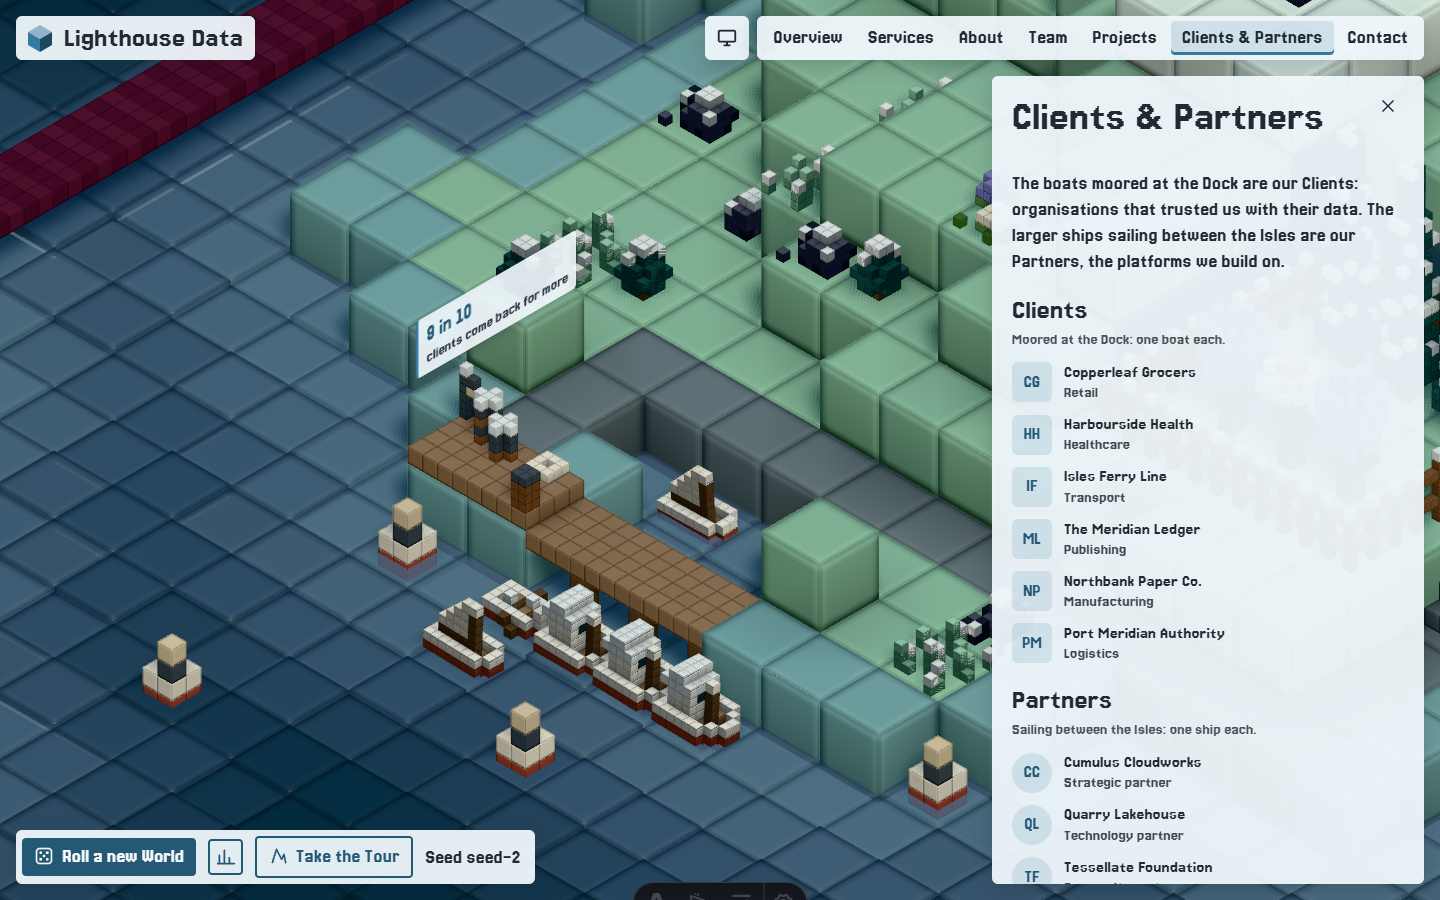 Lighthouse Data
Overview
Services
About
Team
Projects
Clients & Partners
Contact
Clients & Partners
The boats moored at the Dock are our Clients:
organisations that trusted us with their data. The
larger ships sailing between the Isles are our
Partners, the platforms we build on.
Clients
Moored at the Dock: one boat each.
CG
Copperleaf Grocers
Retail
HH
Harbourside Health
Healthcare
IF
Isles Ferry Line
Transport
ML
The Meridian Ledger
Publishing
NP
Northbank Paper Co.
Manufacturing
PM
Port Meridian Authority
Logistics
Partners
Sailing between the Isles: one ship each.
CC
Cumulus Cloudworks
Strategic partner
QL
Quarry Lakehouse
Technology partner
TF
Tessellate Foundation
9 in 10
clients come back for more
Roll a new World
Take the Tour
Seed seed-2